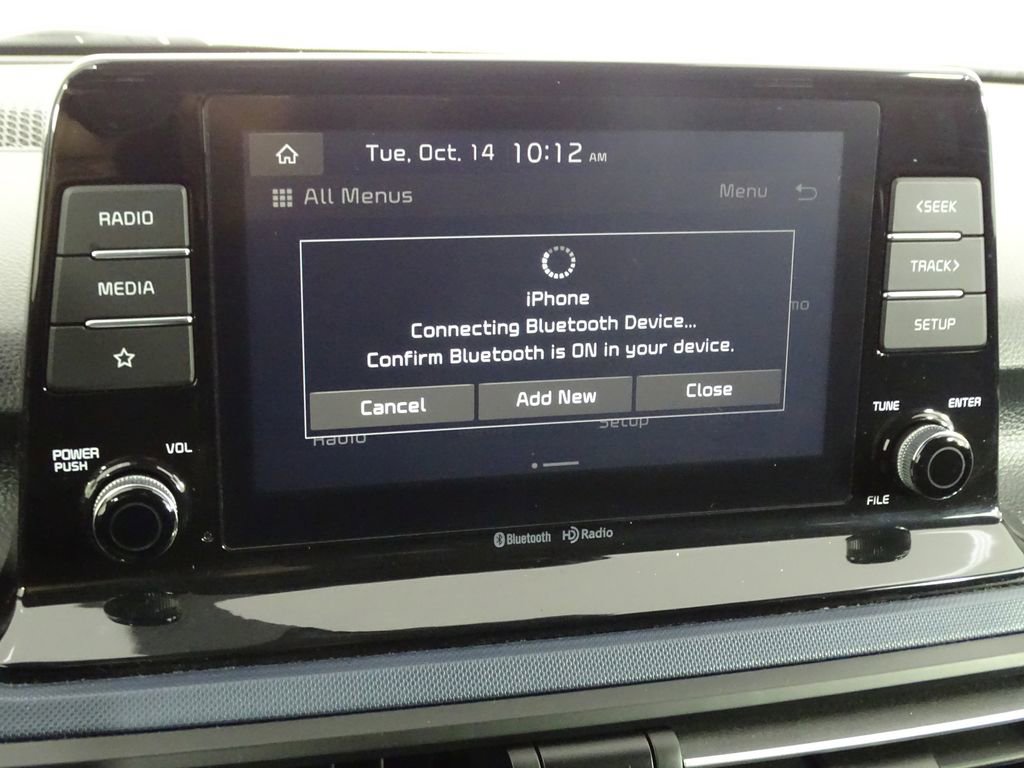 Tue, Oct. 14 10:12 AM
All Menus
Menu
RADIO
MEDIA
<SEEK
TRACK>
SETUP
iPhone
Connecting Bluetooth Device...
Confirm Bluetooth is ON in your device.
Cancel
Add New
Close
Radio
Setup
POWER
PUSH
VOL
TUNE
ENTER
FILE
Bluetooth
HD Radio